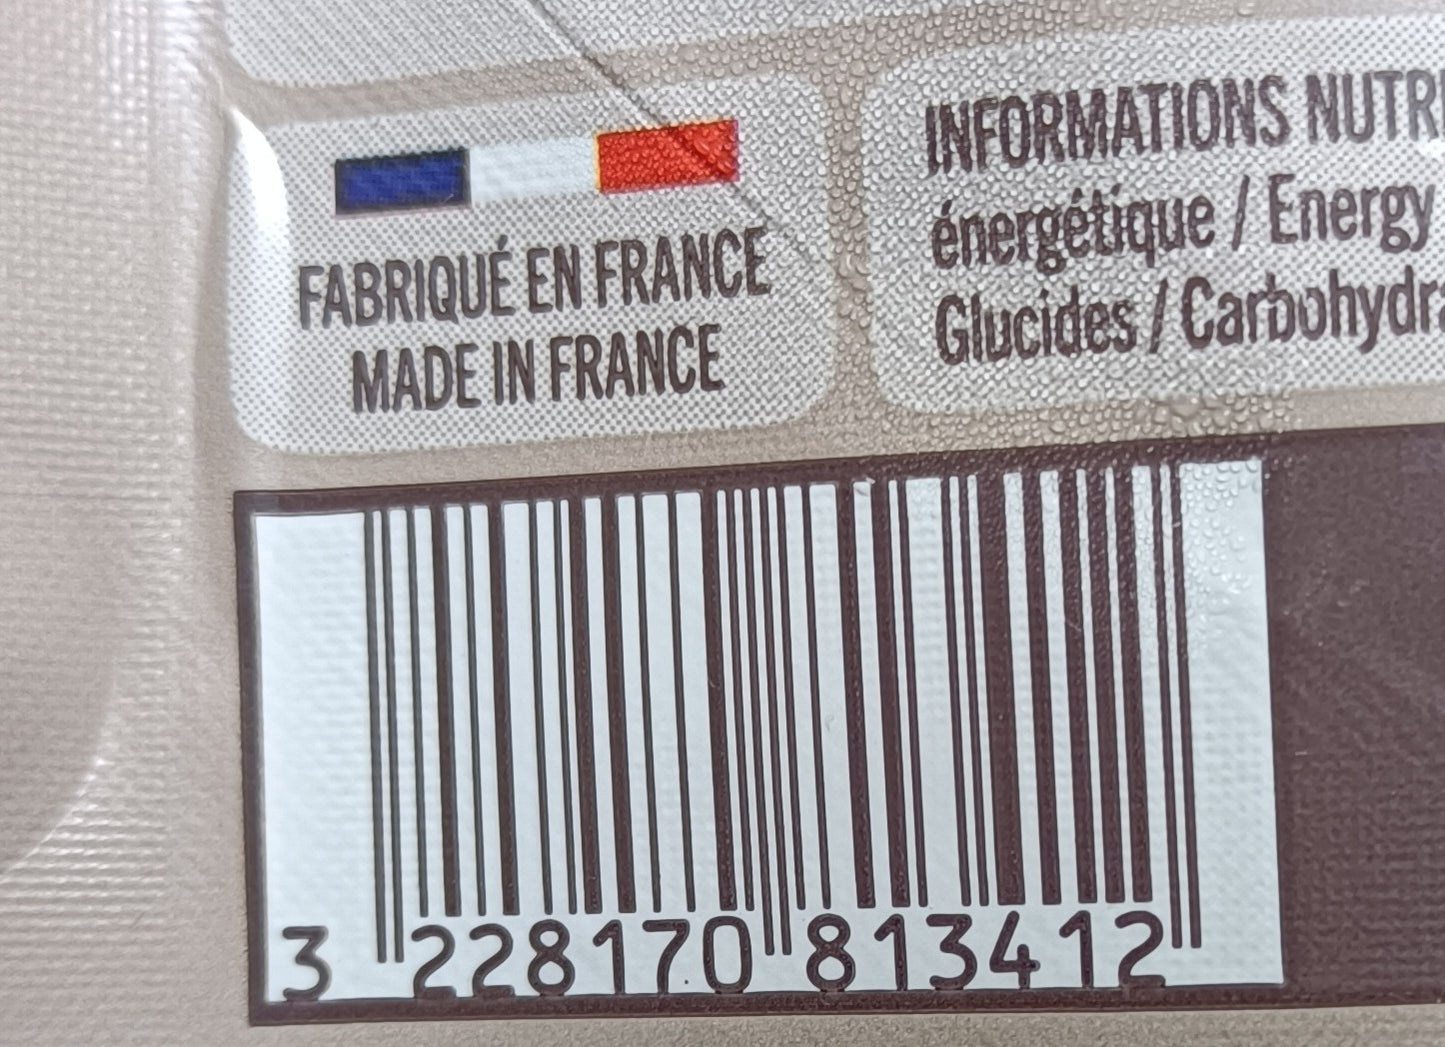 FABRIQUÉ EN FRANCE
MADE IN FRANCE
INFORMATIONS NUTRI
énergétique / Energy
Glucides / Carbohydra
3 228170 813412